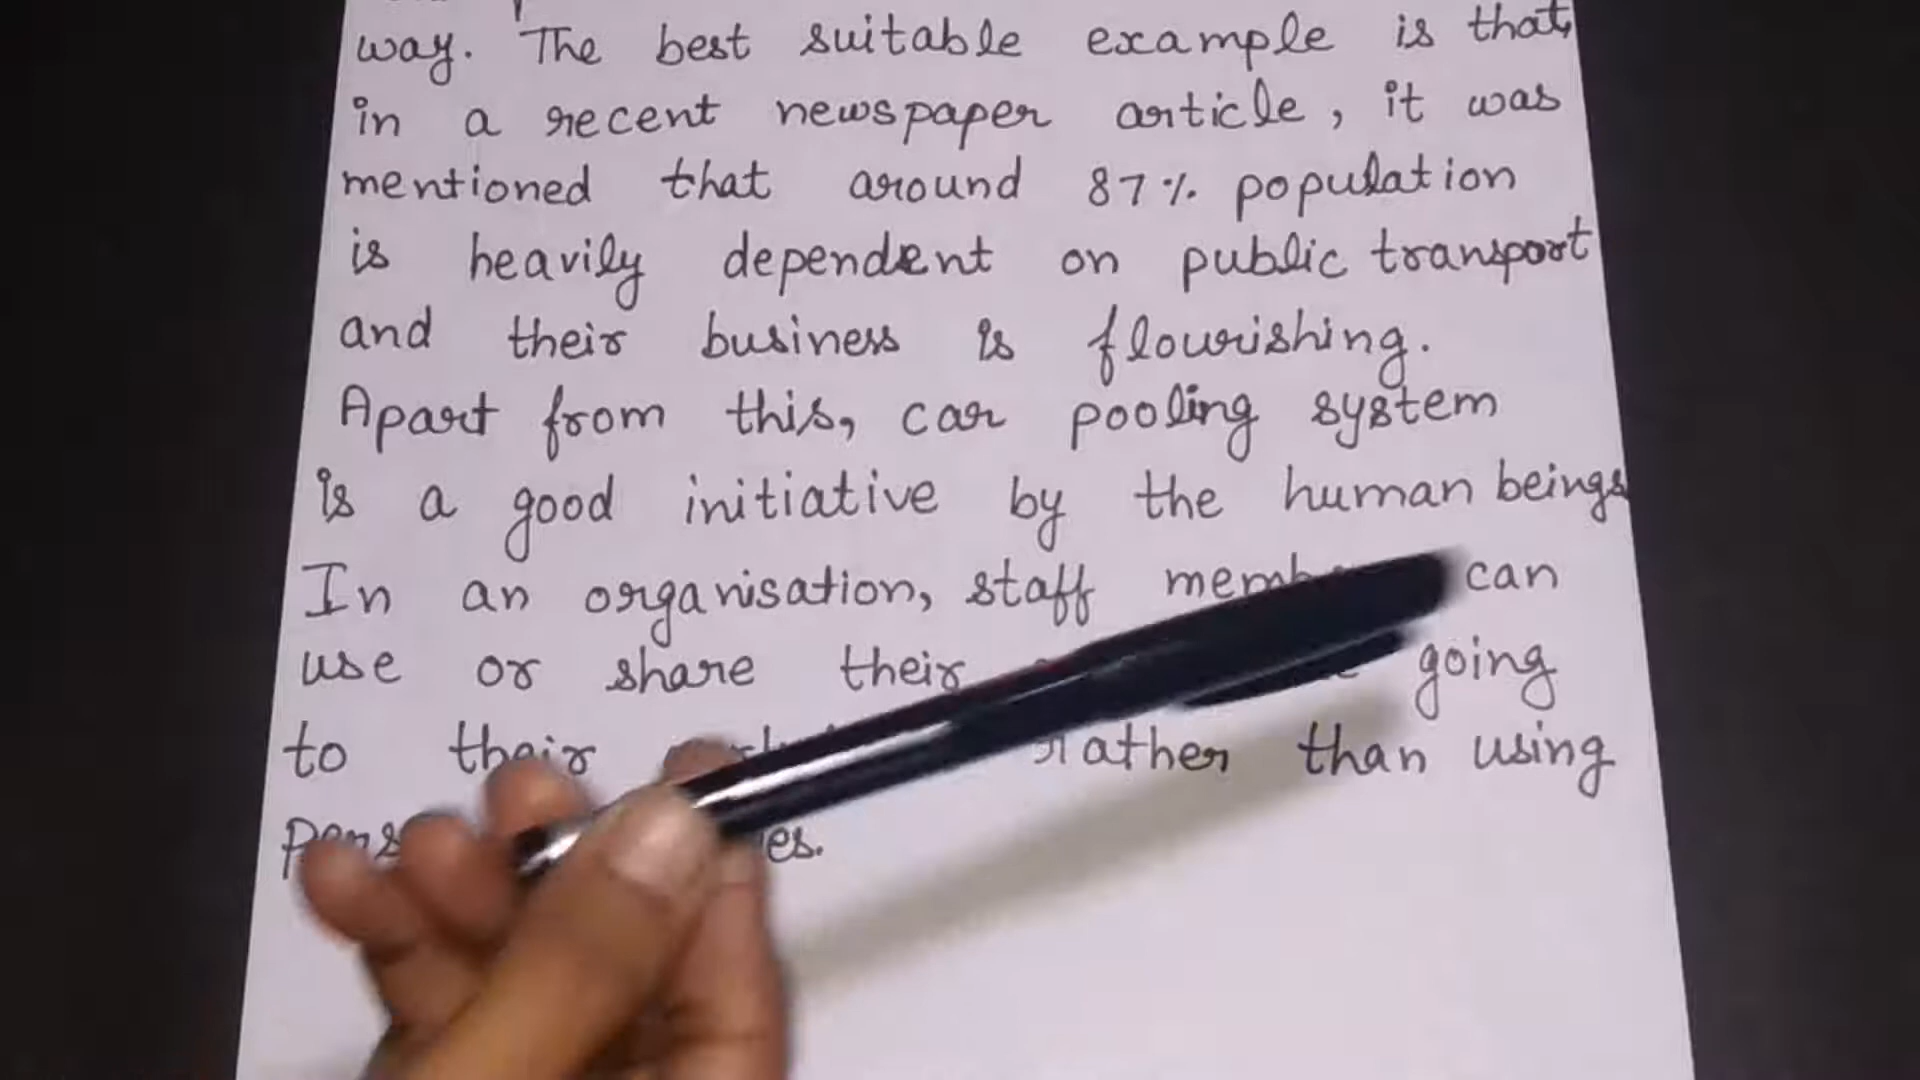 way. The best suitable example is that,
in a recent newspaper article, it was
mentioned that around 87% population
is heavily dependent on public transport
and their business is flourishing.
Apart from this, car pooling system
is a good initiative by the human beings
In an organisation, staff can
use or share their going
to their rather than using